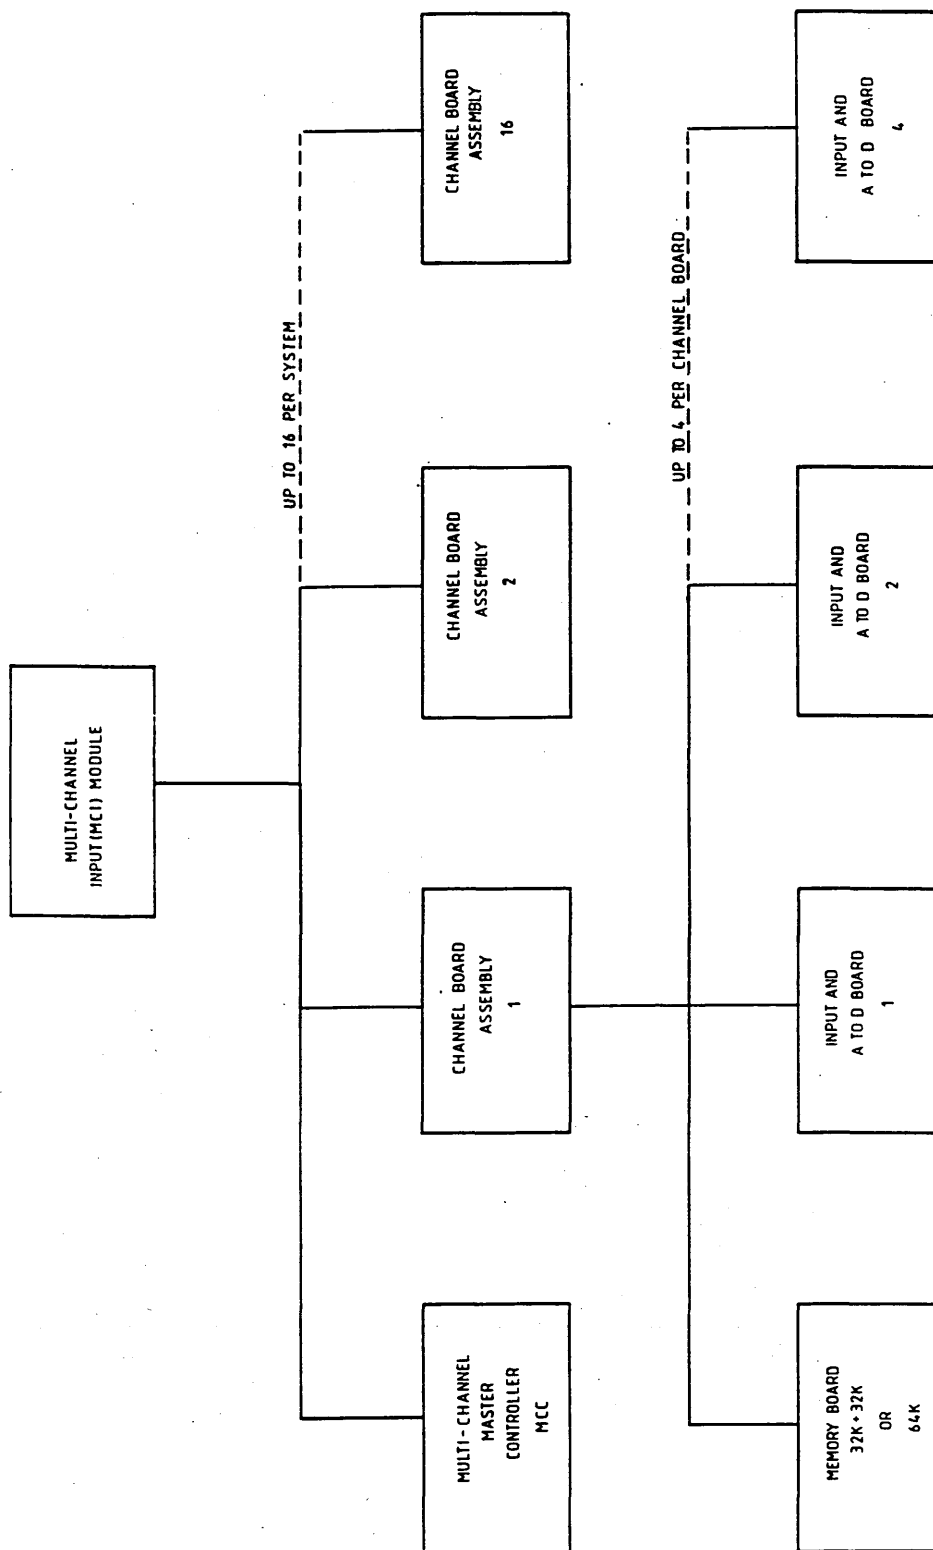 MULTI-CHANNEL
INPUT(MCI) MODULE
UP TO 16 PER SYSTEM
MULTI-CHANNEL
MASTER
CONTROLLER
MCC
CHANNEL BOARD
ASSEMBLY
1
CHANNEL BOARD
ASSEMBLY
2
CHANNEL BOARD
ASSEMBLY
16
UP TO 4 PER CHANNEL BOARD
MEMORY BOARD
32K+32K
OR
64K
INPUT AND
A TO D BOARD
1
INPUT AND
A TO D BOARD
2
INPUT AND
A TO D BOARD
4